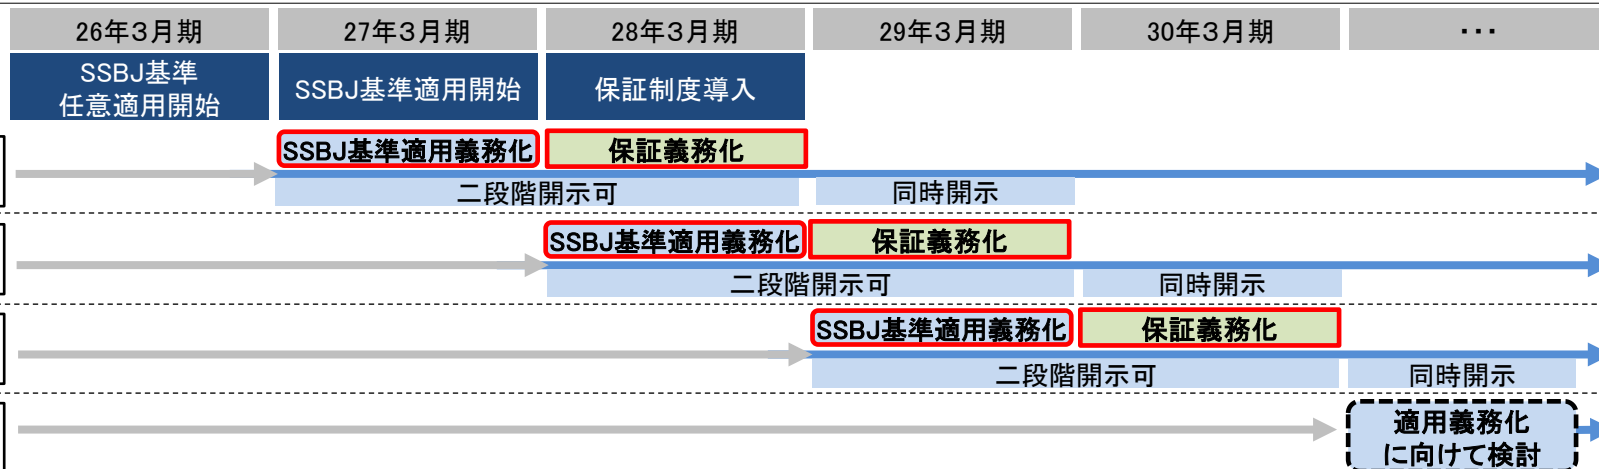 26年3月期
27年3月期
28年3月期
29年3月期
30年3月期
･･･
SSBJ基準
任意適用開始
SSBJ基準適用開始
保証制度導入
SSBJ基準適用義務化
保証義務化
二段階開示可
同時開示
SSBJ基準適用義務化
保証義務化
二段階開示可
同時開示
SSBJ基準適用義務化
保証義務化
二段階開示可
同時開示
適用義務化
に向けて検討